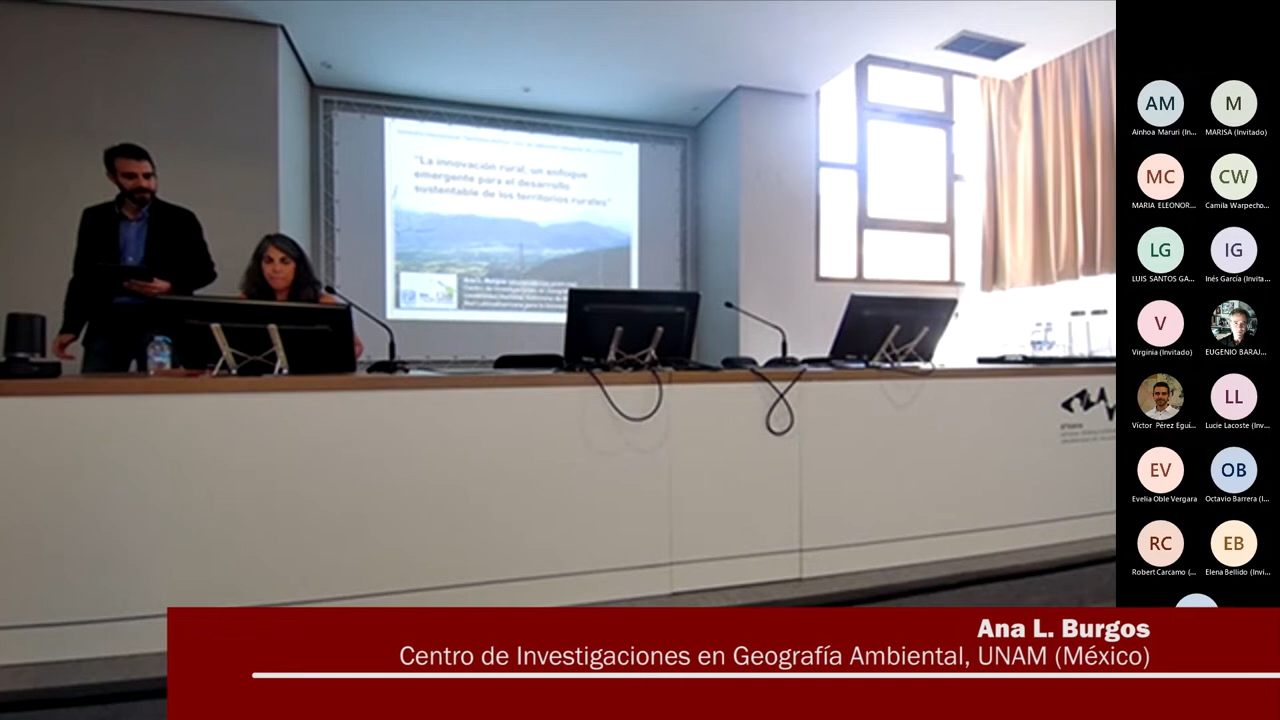 "La innovación rural, un enfoque
emergente para el desarrollo
sustentable de los territorios rurales"
Ana L. Burgos
AM
Ainhoa Maruri (In...
M
MARISA (Invitado)
MC
MARIA ELEONOR...
CW
Camila Warpecho...
LG
LUIS SANTOS GA...
IG
Inés García (Invita...
V
Virginia (Invitado)
EUGENIO BARAJ...
Víctor Pérez Egui...
LL
Lucie Lacoste (Inv...
EV
Evelia Oble Vergara
OB
Octavio Barrera (I...
RC
Robert Carcamo (...
EB
Elena Bellido (Invi...
Ana L. Burgos
Centro de Investigaciones en Geografía Ambiental, UNAM (México)